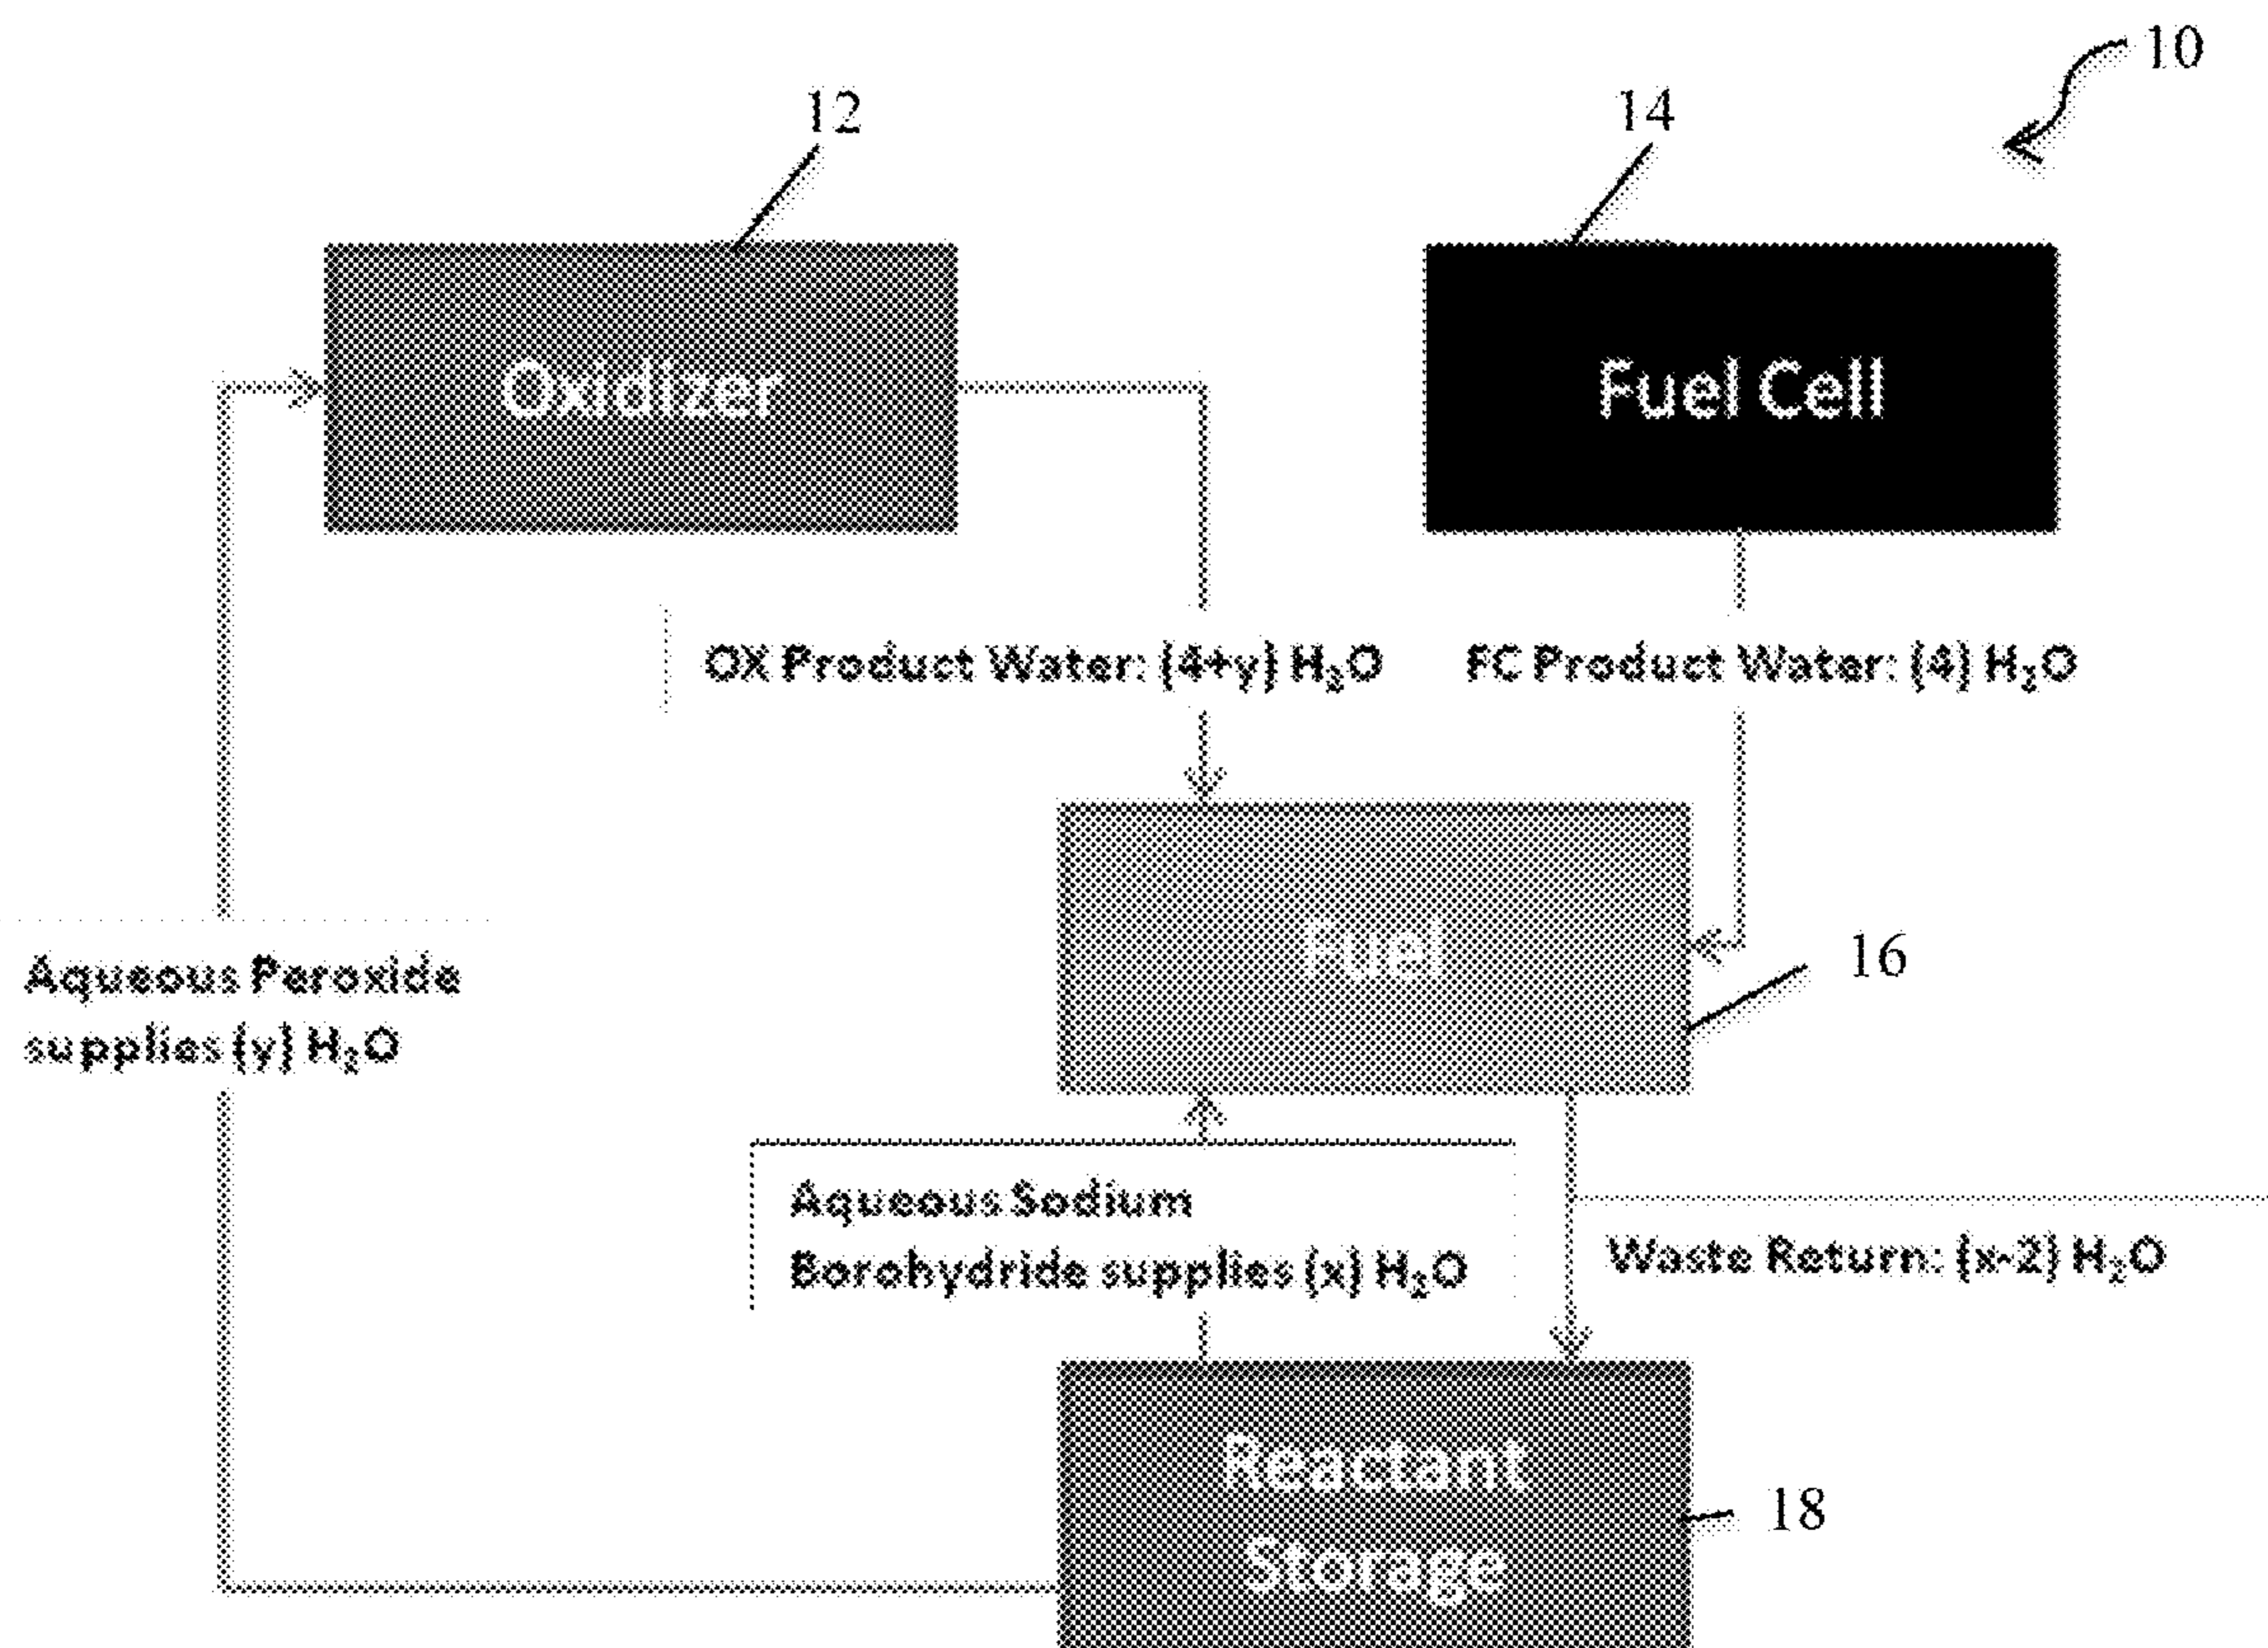 10
12
14
Oxidizer
Fuel Cell
OX Product Water: (4+y) H₂O
FC Product Water: (4) H₂O
Fuel
16
Aqueous Peroxide
supplies (y) H₂O
Aqueous Sodium
Borohydride supplies (x) H₂O
Waste Return: (x-2) H₂O
Reactant
Storage
18